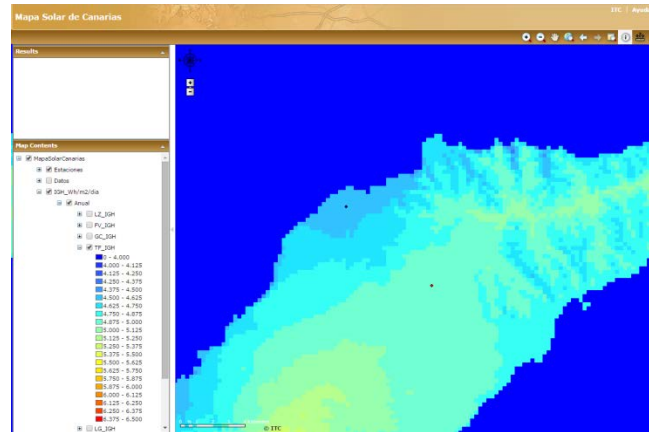 Mapa Solar de Canarias
ITC | Ayuda
Results
Map Contents
MapaSolarCanarias
Estaciones
Datos
IGH_Wh/m2/dia
Anual
LZ_IGH
FV_IGH
GC_IGH
TF_IGH
0 - 4.000
4.000 - 4.125
4.125 - 4.250
4.250 - 4.375
4.375 - 4.500
4.500 - 4.625
4.625 - 4.750
4.750 - 4.875
4.875 - 5.000
5.000 - 5.125
5.125 - 5.250
5.250 - 5.375
5.375 - 5.500
5.500 - 5.625
5.625 - 5.750
5.750 - 5.875
5.875 - 6.000
6.000 - 6.125
6.125 - 6.250
6.250 - 6.375
6.375 - 6.500
LG_IGH
© ITC